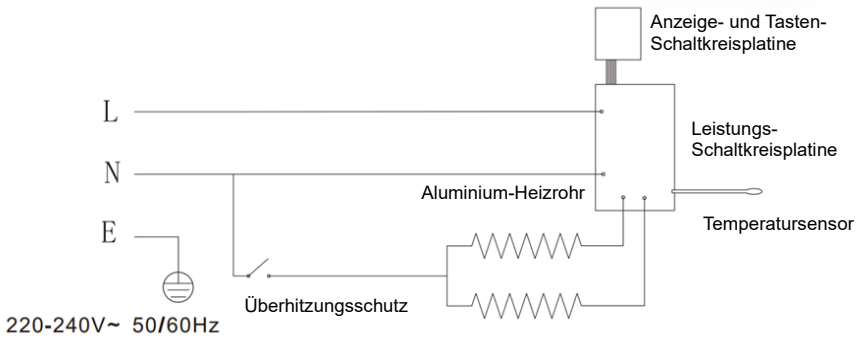 Anzeige- und Tasten-
Schaltkreisplatine
L
Leistungs-
Schaltkreisplatine
N
Aluminium-Heizrohr
Temperatursensor
E
Überhitzungsschutz
220-240V~ 50/60Hz